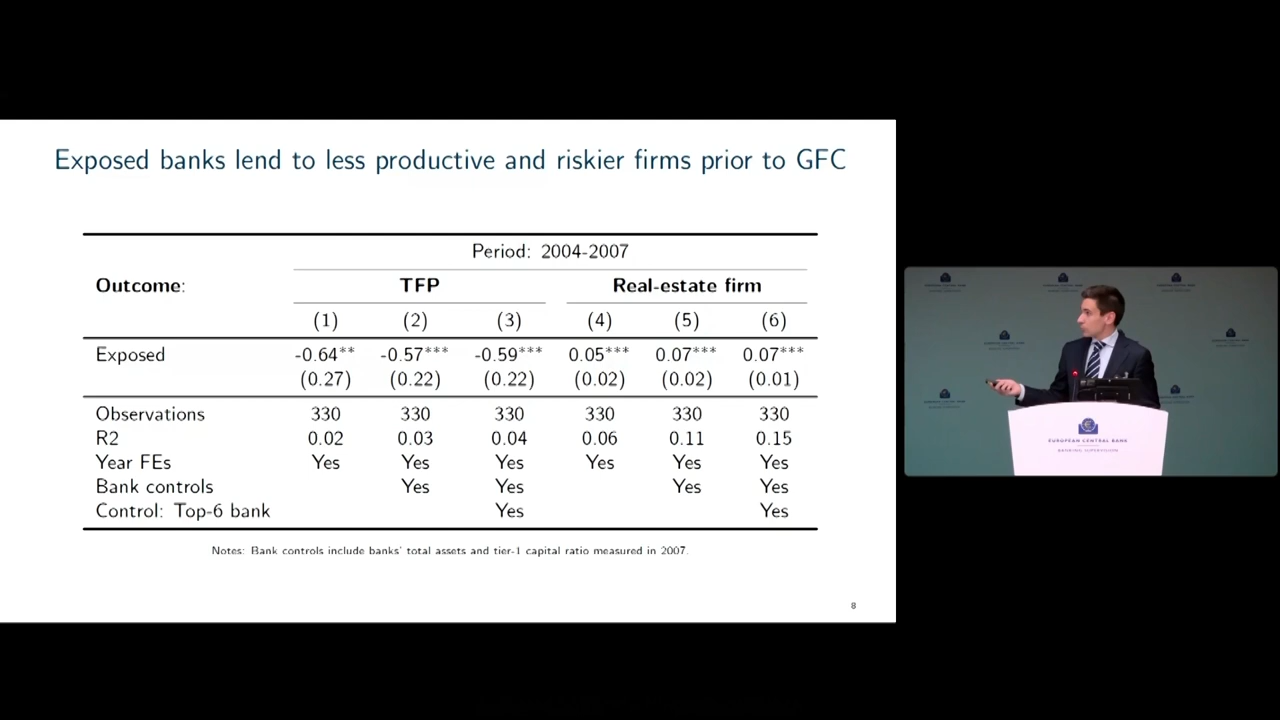 Exposed banks lend to less productive and riskier firms prior to GFC
Period: 2004-2007
Outcome: TFP Real-estate firm
(1) (2) (3) (4) (5) (6)
Exposed -0.64** -0.57*** -0.59*** 0.05*** 0.07*** 0.07***
(0.27) (0.22) (0.22) (0.02) (0.02) (0.01)
Observations 330 330 330 330 330 330
R2 0.02 0.03 0.04 0.06 0.11 0.15
Year FEs Yes Yes Yes Yes Yes Yes
Bank controls Yes Yes Yes Yes
Control: Top-6 bank Yes Yes
Notes: Bank controls include banks' total assets and tier-1 capital ratio measured in 2007.
8
EUROPEAN CENTRAL BANK
BANKING SUPERVISION